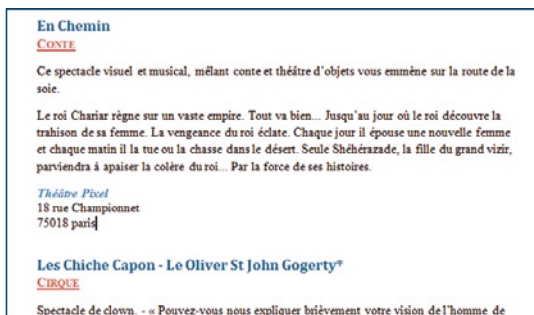 En Chemin
CONTE
Ce spectacle visuel et musical, mêlant conte et théâtre d'objets vous emmène sur la route de la
soie.
Le roi Chariar règne sur un vaste empire. Tout va bien... Jusqu'au jour où le roi découvre la
trahison de sa femme. La vengeance du roi éclate. Chaque jour il épouse une nouvelle femme
et chaque matin il la tue ou la chasse dans le désert. Seule Shéhérazade, la fille du grand vizir,
parviendra à apaiser la colère du roi... Par la force de ses histoires.
Théâtre Pixel
18 rue Championnet
75018 paris
Les Chiche Capon - Le Oliver St John Gogerty*
CIRQUE
Spectacle de clown. - « Pouvez-vous nous expliquer brièvement votre vision de l'homme de